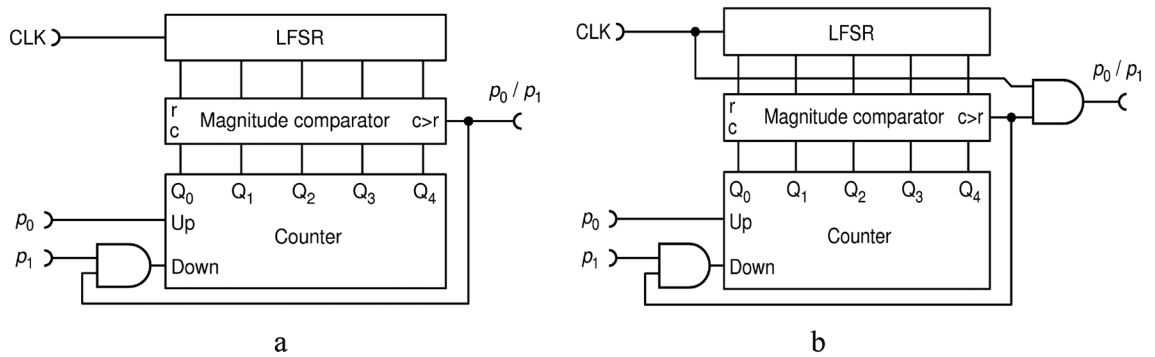 CLK
LFSR
r
c
Magnitude comparator
c>r
p0 / p1
Q0 Q1 Q2 Q3 Q4
p0
Up
Counter
p1
Down
a
CLK
LFSR
p0 / p1
r
c
Magnitude comparator
c>r
Q0 Q1 Q2 Q3 Q4
p0
Up
Counter
p1
Down
b